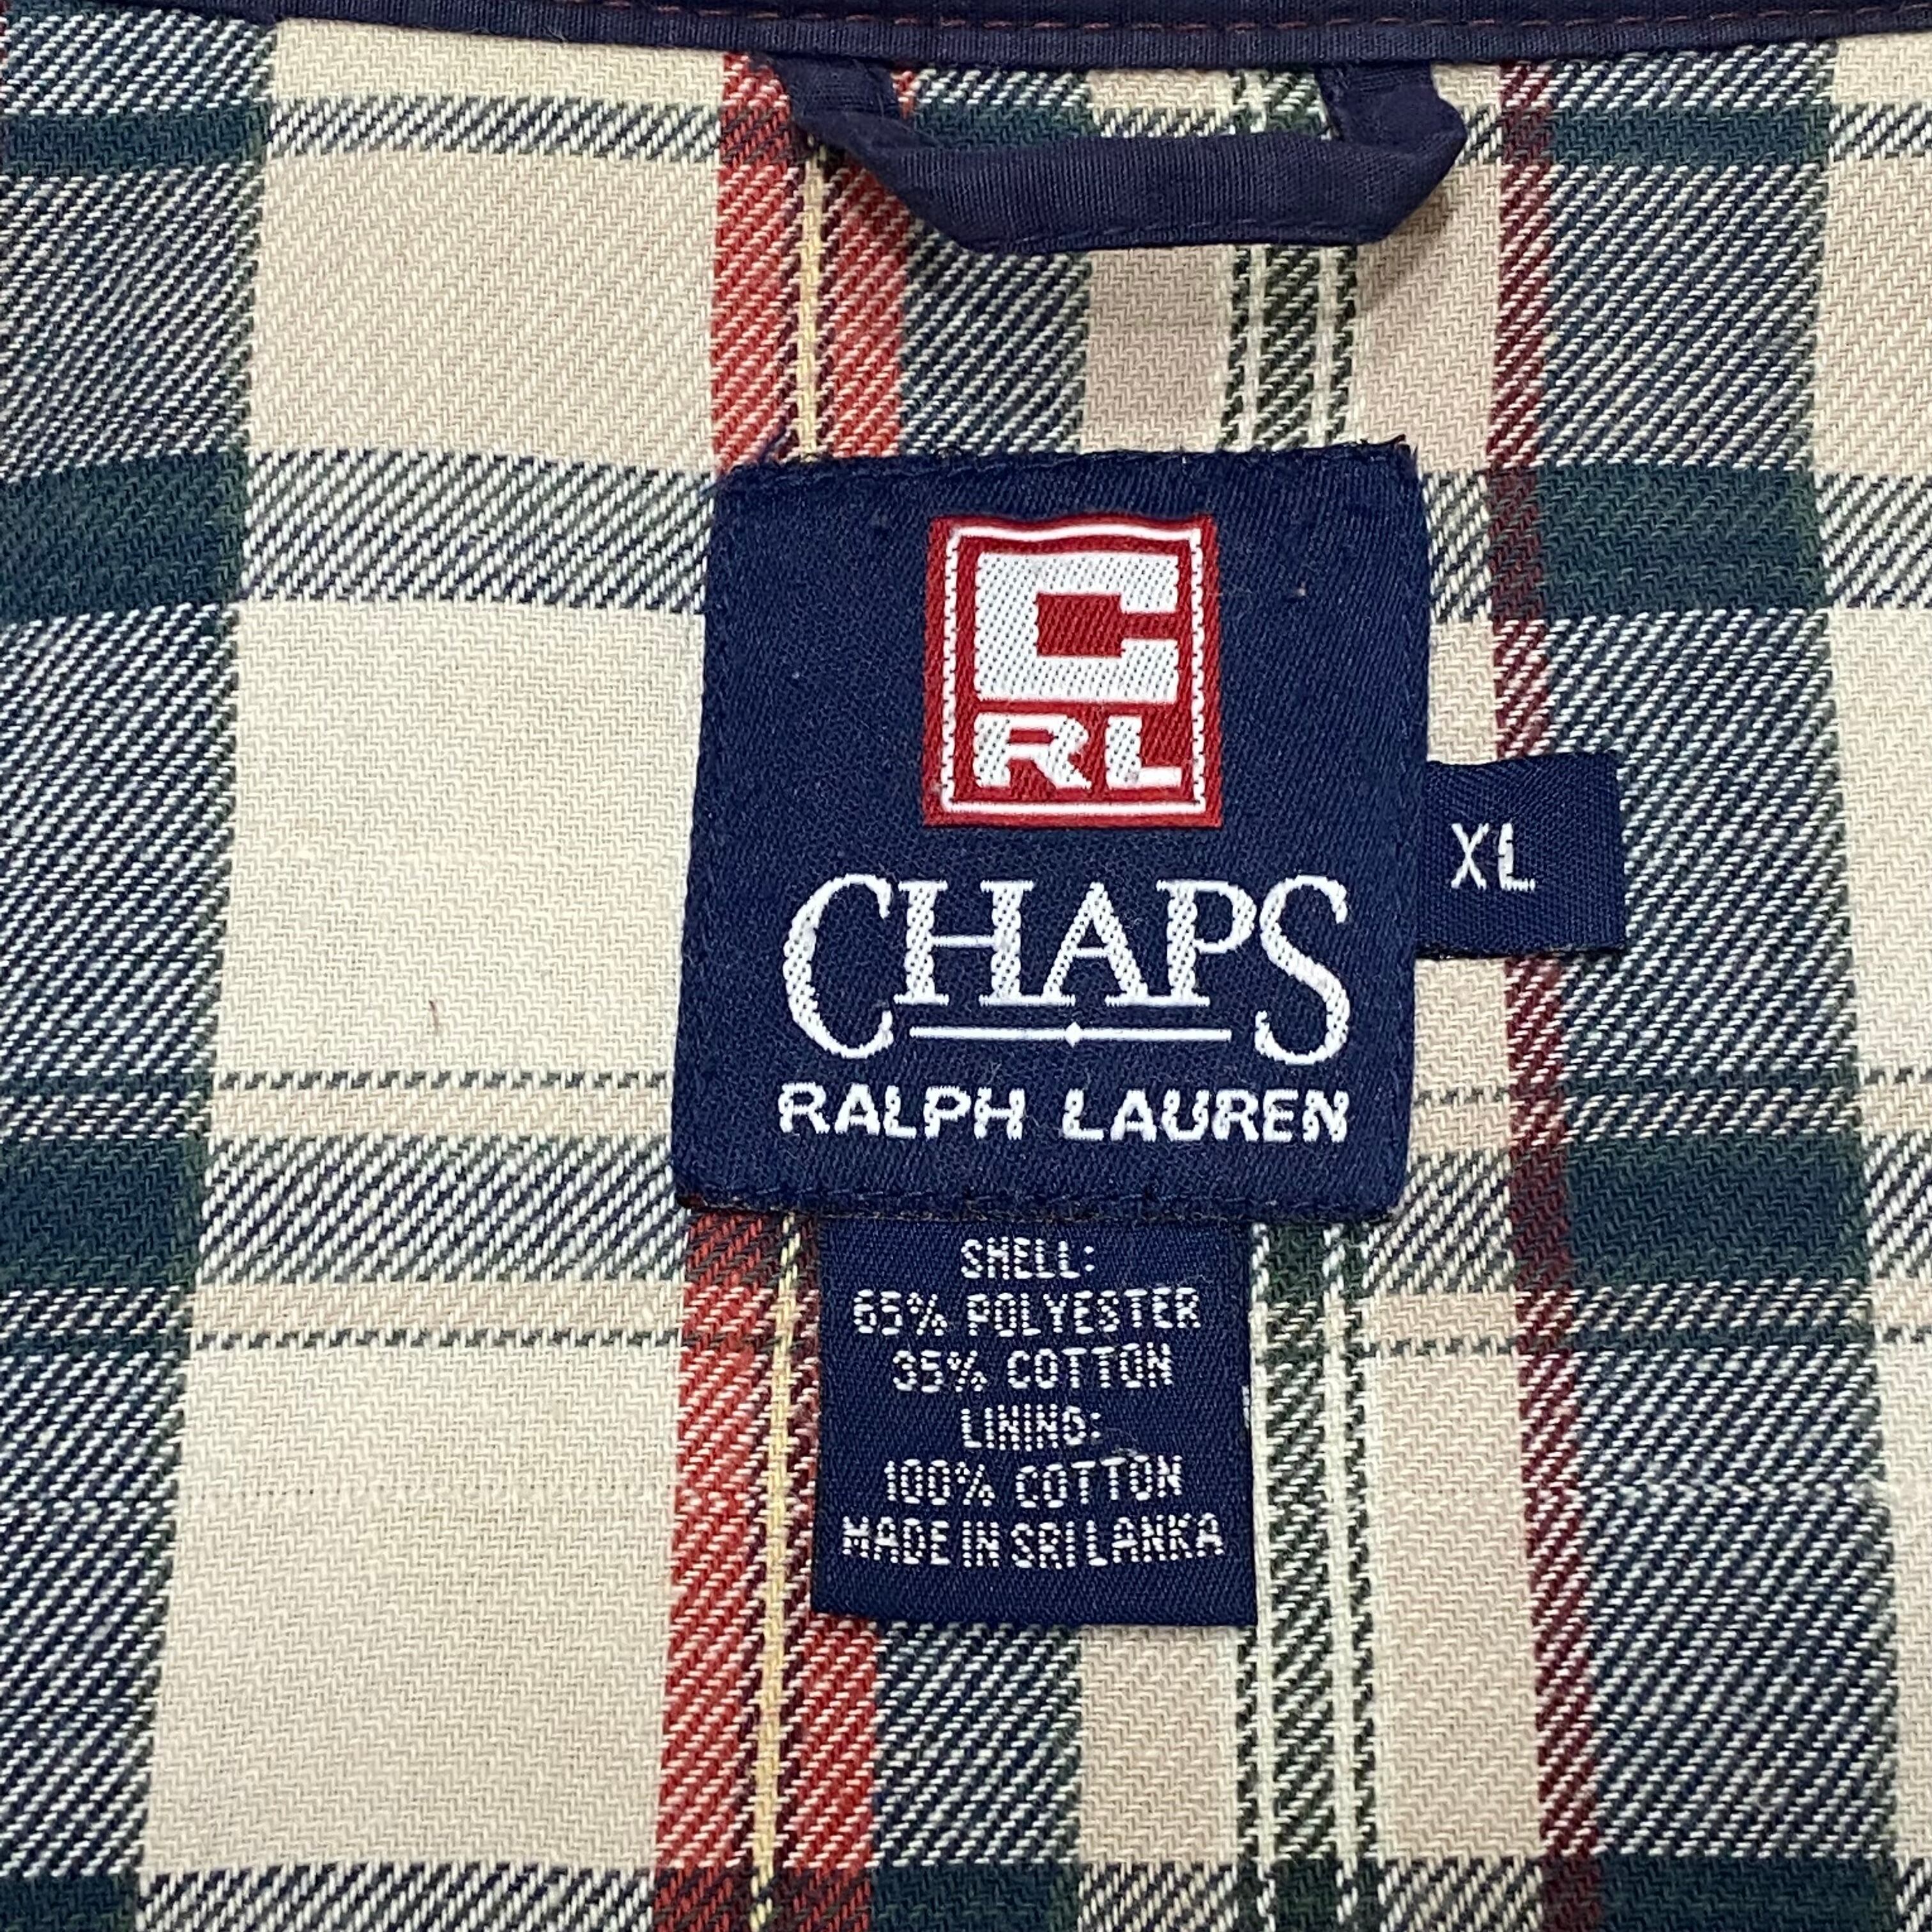 C
RL
CHAPS
RALPH LAUREN
XL
SHELL:
65% POLYESTER
35% COTTON
LINING:
100% COTTON
MADE IN SRI LANKA